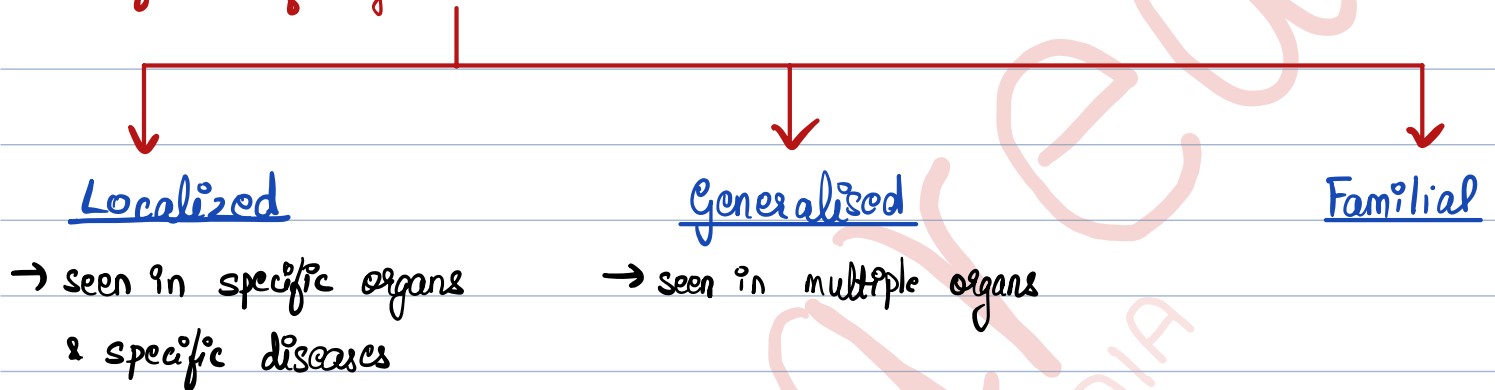 Localized Generalised Familial
→ seen in specific organs → seen in multiple organs
& specific diseases